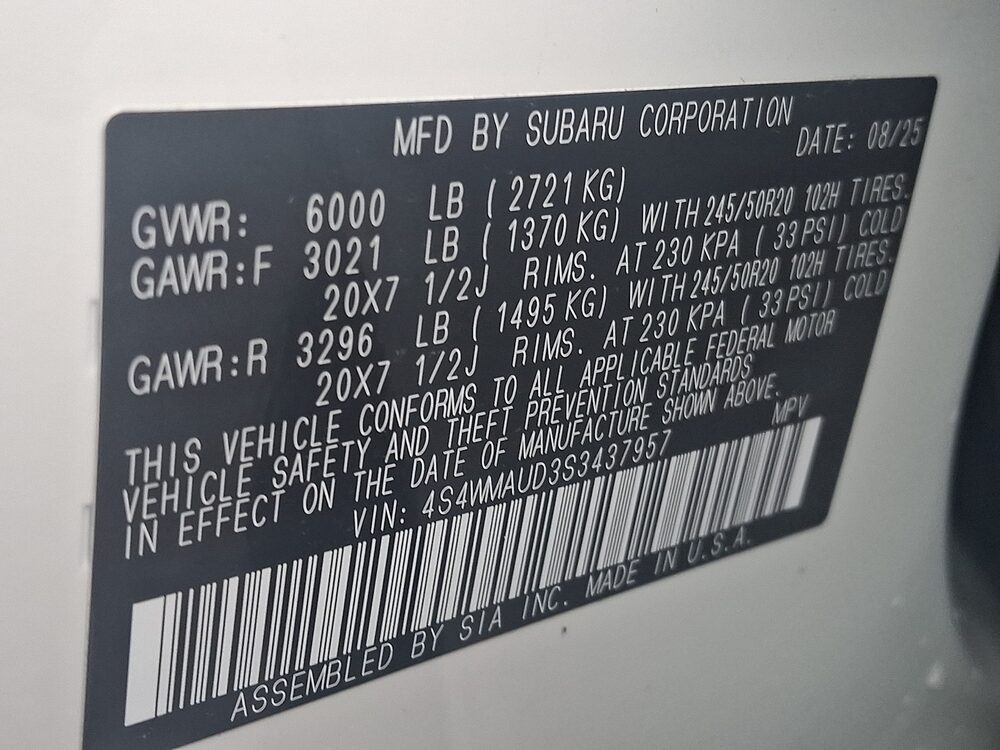 MFD BY SUBARU CORPORATION
DATE: 08/25
GVWR: 6000 LB ( 2721 KG)
GAWR:F 3021 LB ( 1370 KG) WITH 245/50R20 102H TIRES.
20X7 1/2J RIMS. AT 230 KPA ( 33 PSI) COLD
GAWR:R 3296 LB ( 1495 KG) WITH 245/50R20 102H TIRES.
20X7 1/2J RIMS. AT 230 KPA ( 33 PSI) COLD
THIS VEHICLE CONFORMS TO ALL APPLICABLE FEDERAL MOTOR
VEHICLE SAFETY AND THEFT PREVENTION STANDARDS
IN EFFECT ON THE DATE OF MANUFACTURE SHOWN ABOVE.
VIN: 4S4WMAUD3S3437957 MPV
ASSEMBLED BY SIA INC. MADE IN U.S.A.